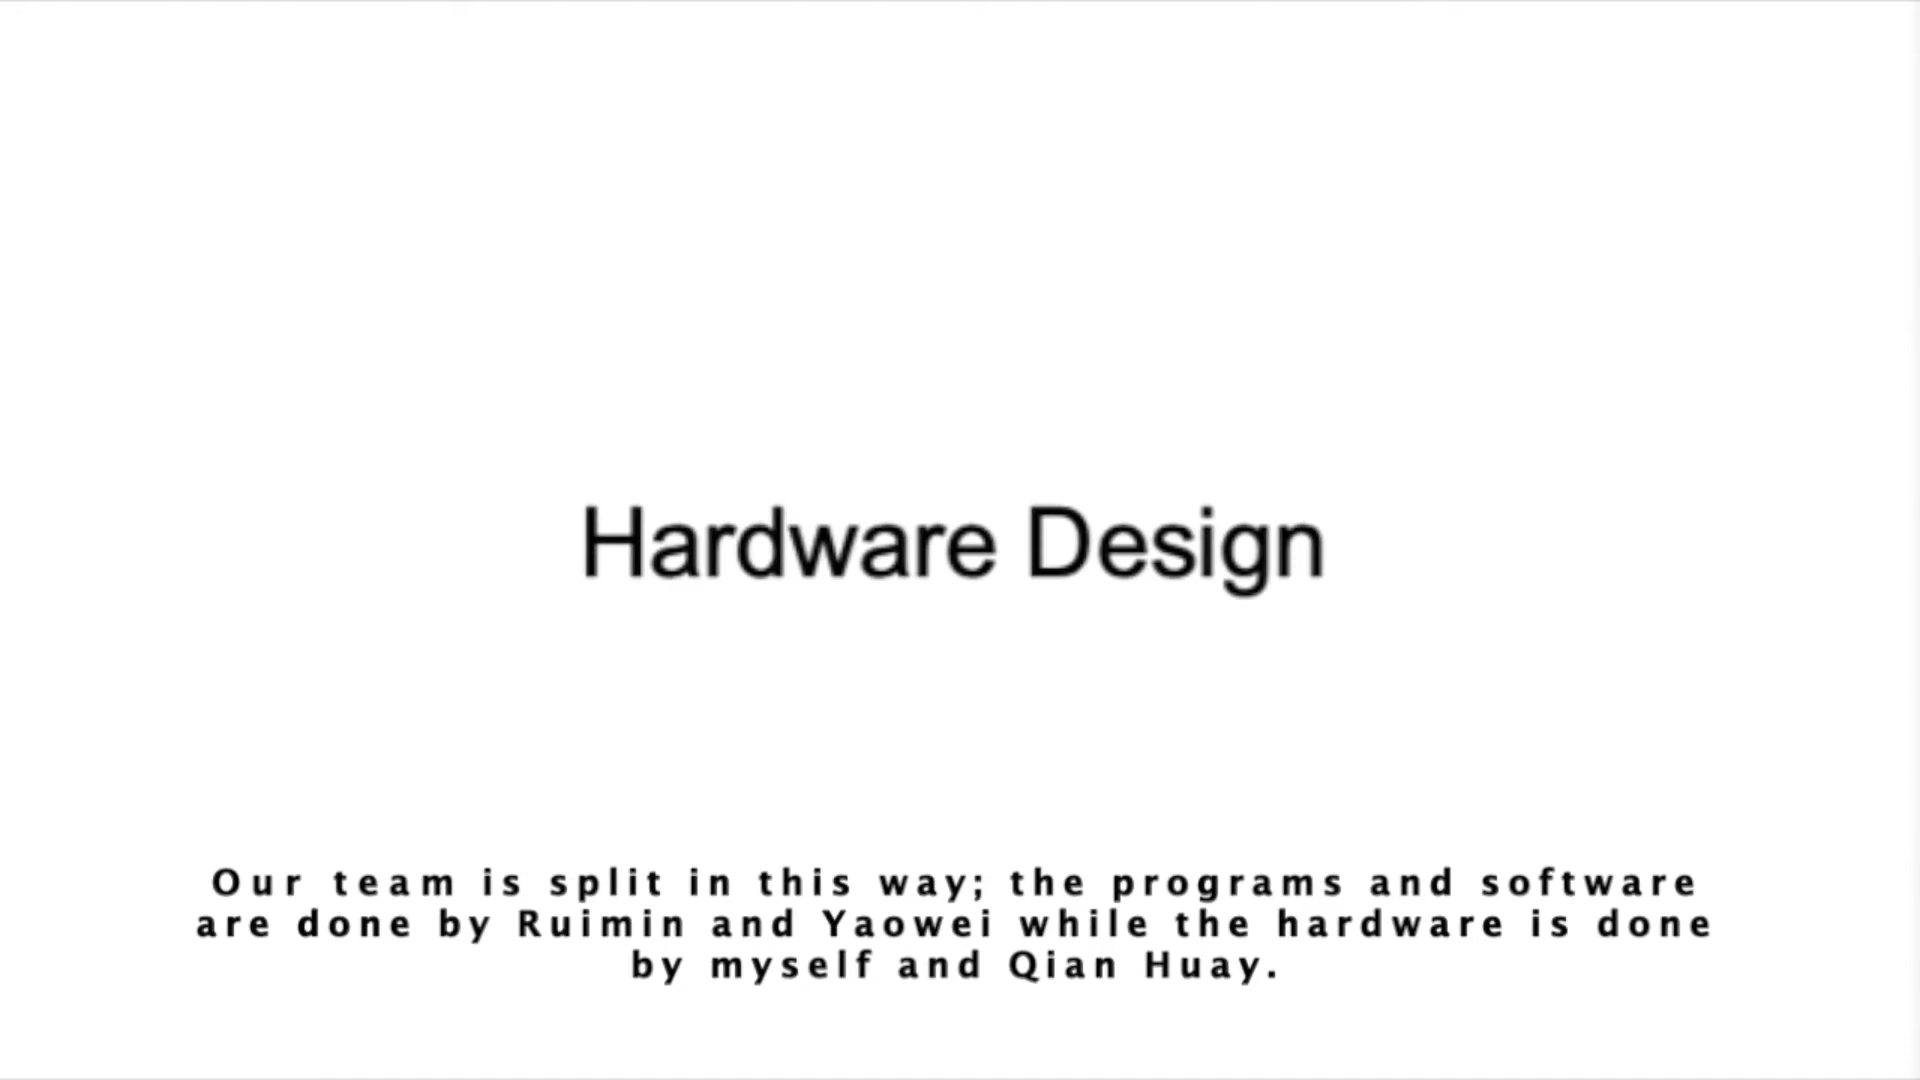 Hardware Design
Our team is split in this way; the programs and software
are done by Ruimin and Yaowei while the hardware is done
by myself and Qian Huay.